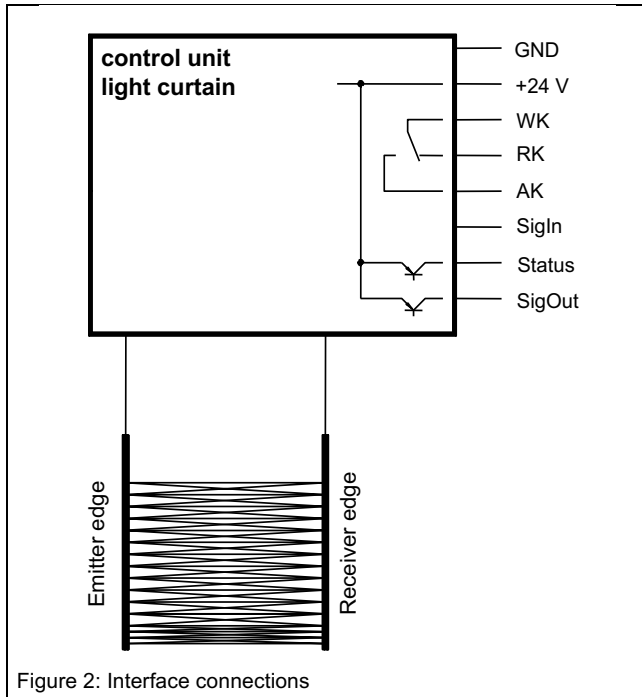 control unit
light curtain
GND
+24 V
WK
RK
AK
SigIn
Status
SigOut
Emitter edge
Receiver edge
Figure 2: Interface connections